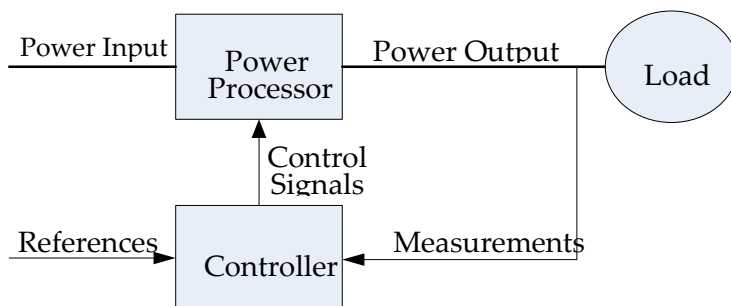 Power Input
Power
Processor
Power Output
Load
Control
Signals
References
Controller
Measurements